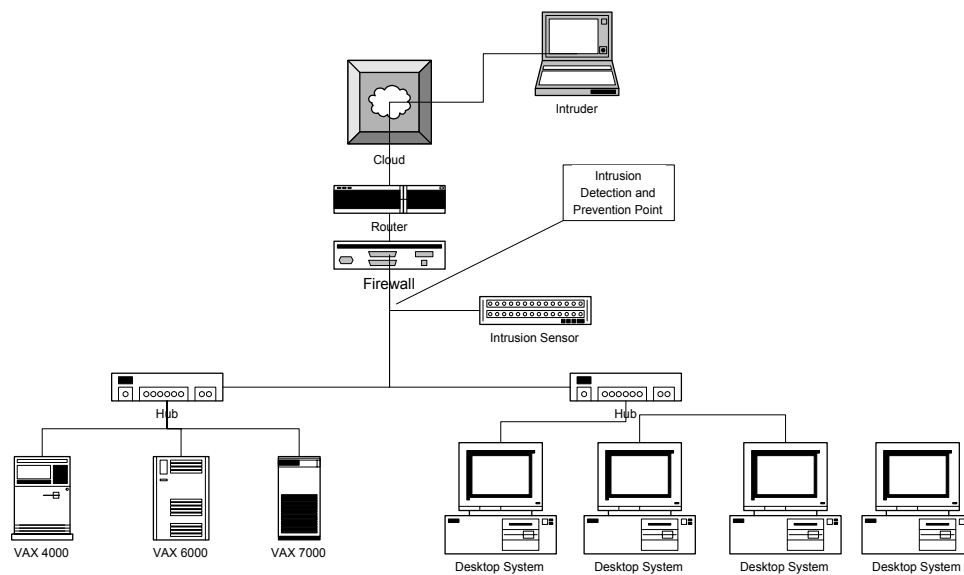 Intruder
Cloud
Intrusion
Detection and
Prevention Point
Router
Firewall
Intrusion Sensor
Hub
Hub
VAX 4000
VAX 6000
VAX 7000
Desktop System
Desktop System
Desktop System
Desktop System